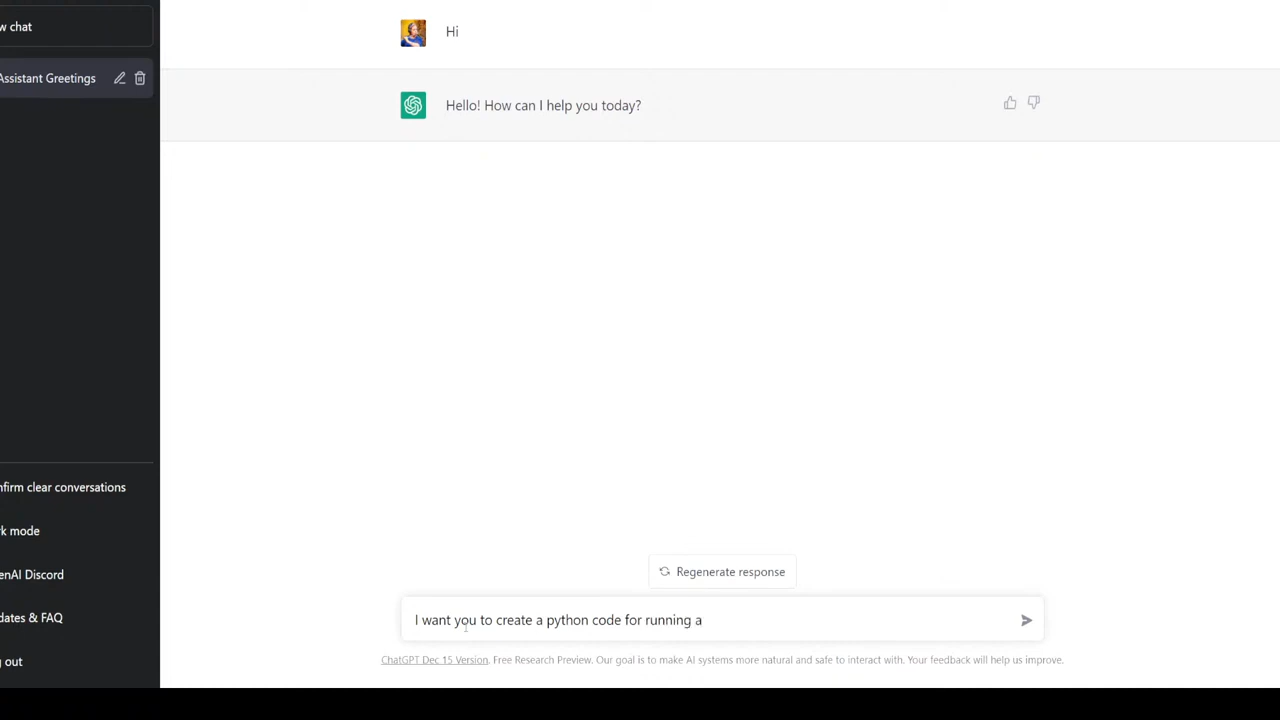 w chat
Assistant Greetings
Hi
Hello! How can I help you today?
nfirm clear conversations
rk mode
enAI Discord
dates & FAQ
g out
Regenerate response
I want you to create a python code for running a
ChatGPT Dec 15 Version. Free Research Preview. Our goal is to make AI systems more natural and safe to interact with. Your feedback will help us improve.